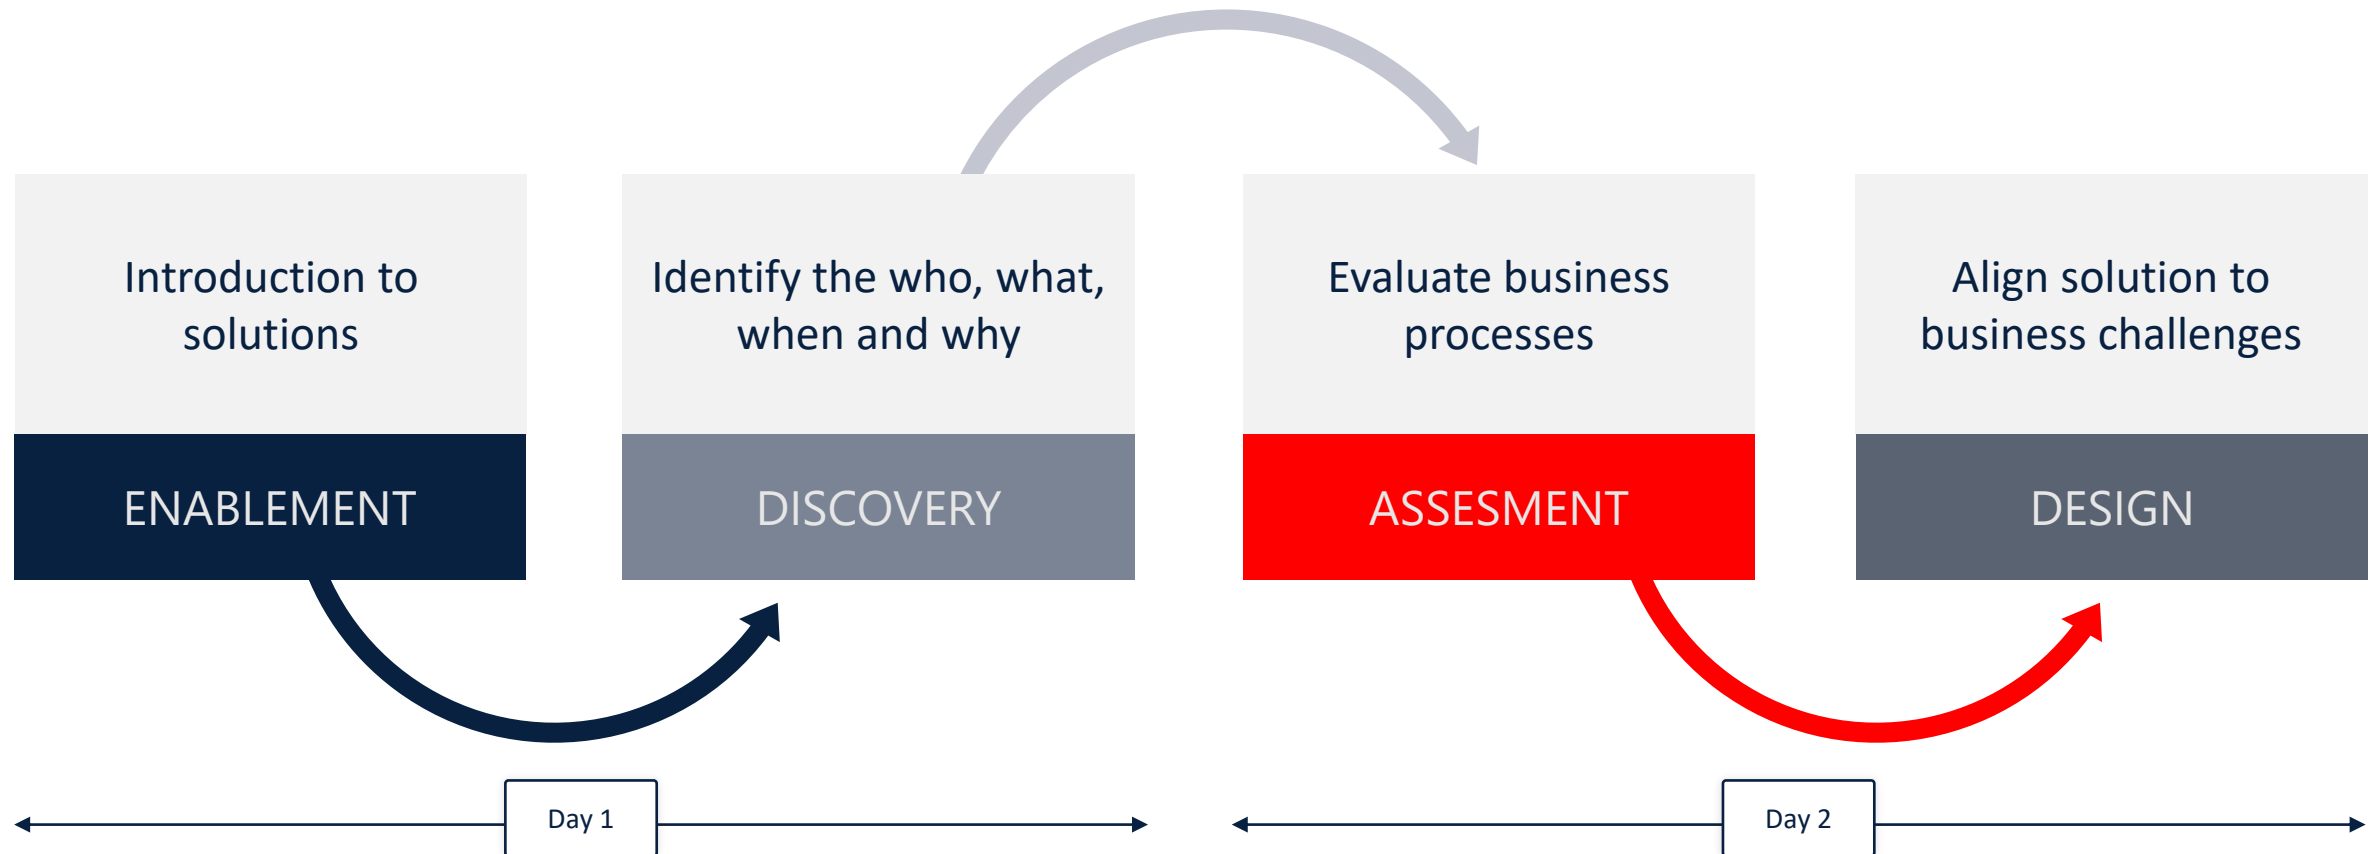 Introduction to
solutions
ENABLEMENT
Identify the who, what,
when and why
DISCOVERY
Evaluate business
processes
ASSESMENT
Align solution to
business challenges
DESIGN
Day 1
Day 2